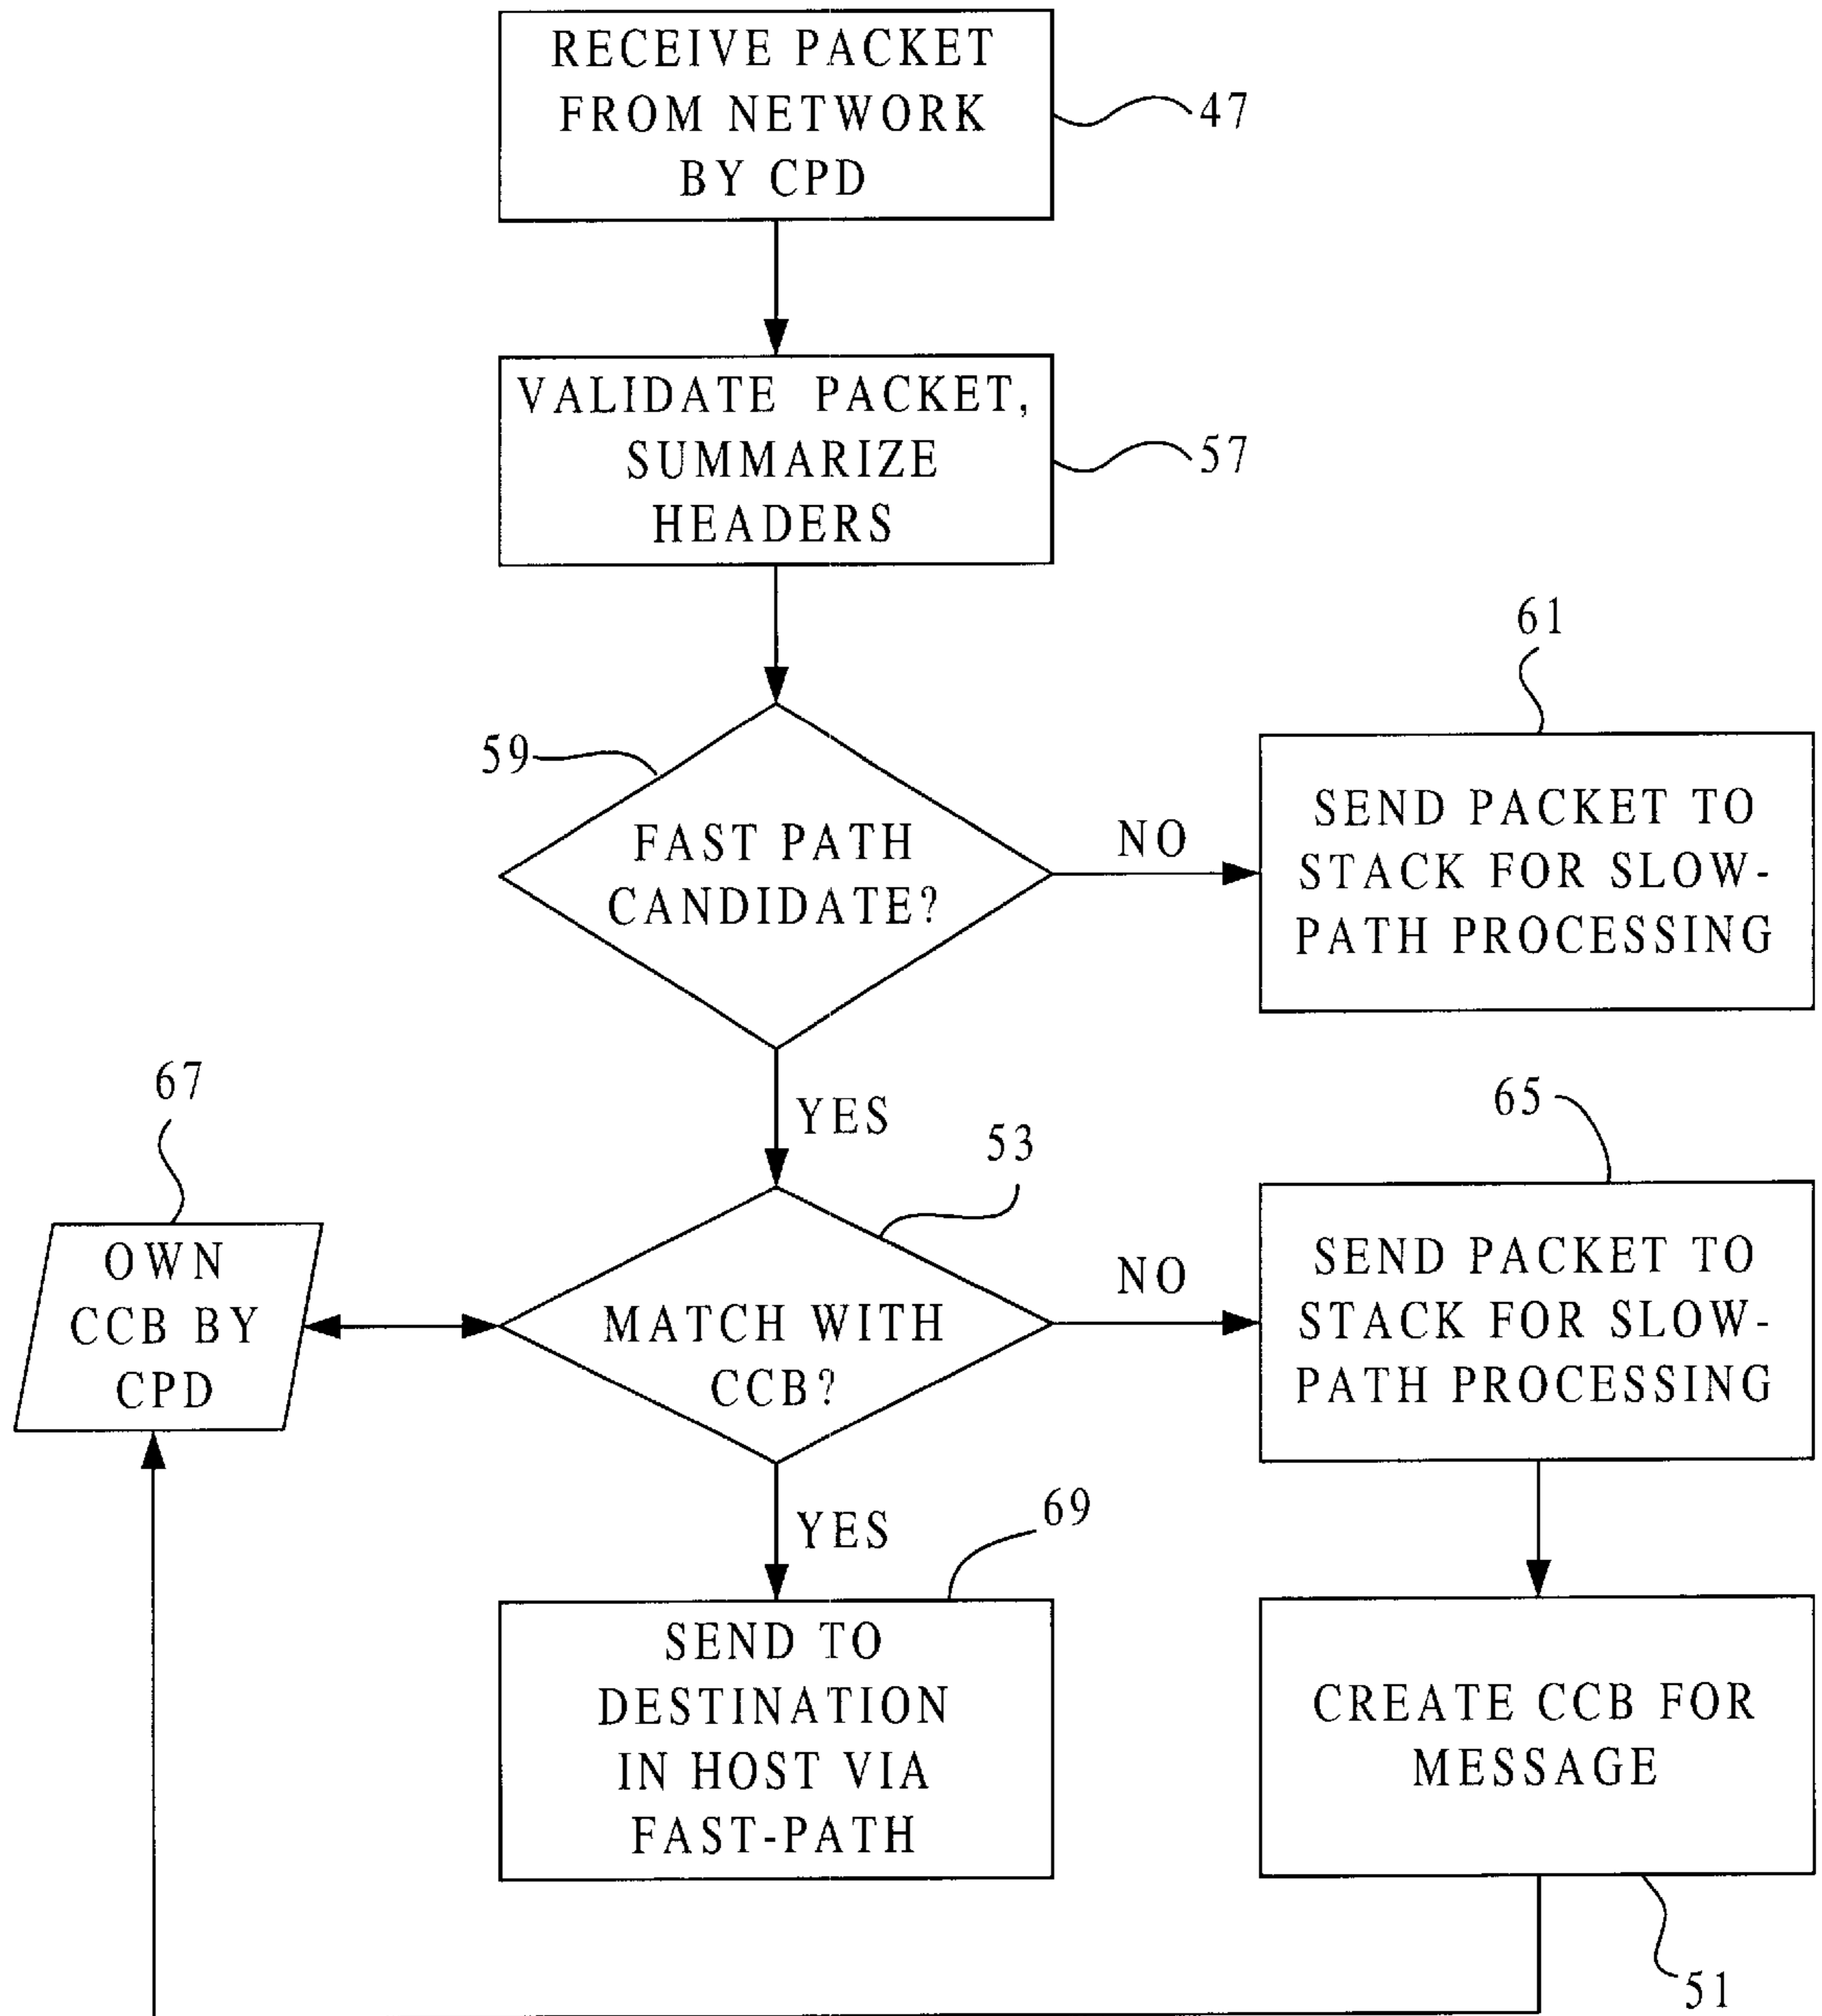 RECEIVE PACKET
FROM NETWORK
BY CPD
47
VALIDATE PACKET,
SUMMARIZE
HEADERS
57
59
FAST PATH
CANDIDATE?
NO
61
SEND PACKET TO
STACK FOR SLOW-
PATH PROCESSING
YES
67
OWN
CCB BY
CPD
53
MATCH WITH
CCB?
NO
65
SEND PACKET TO
STACK FOR SLOW-
PATH PROCESSING
YES
69
SEND TO
DESTINATION
IN HOST VIA
FAST-PATH
CREATE CCB FOR
MESSAGE
51